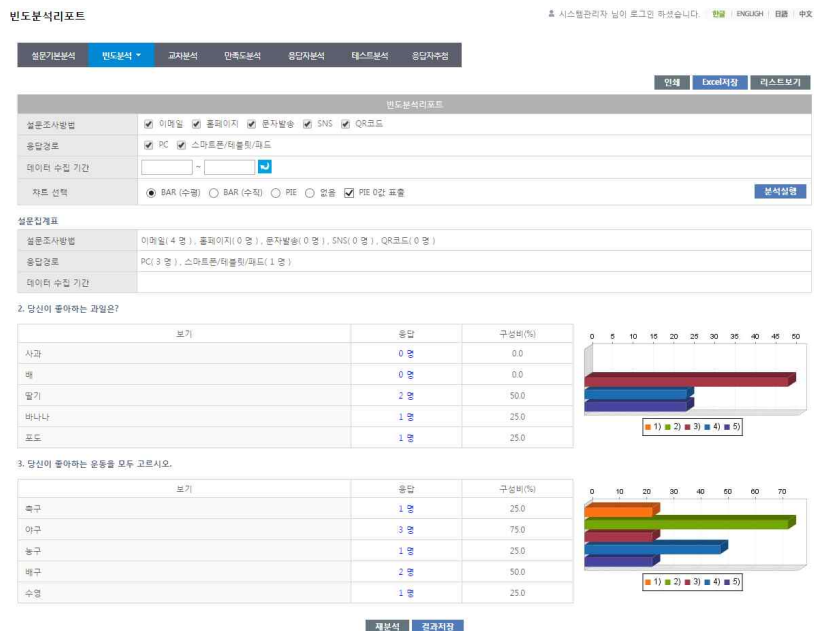 빈도분석리포트
시스템관리자 님이 로그인 하셨습니다. 한글 | ENGLISH | 日語 | 中文
설문기본분석 빈도분석 교차분석 만족도분석 응답자분석 테스트분석 응답자추첨
인쇄 Excel저장 리스트보기
빈도분석리포트
설문조사방법 이메일 홈페이지 문자발송 SNS QR코드
응답경로 PC 스마트폰/테블릿/패드
데이터 수집 기간 ~
챠트 선택 BAR (수평) BAR (수직) PIE 없음 PIE 0값 표출 분석실행
설문집계표
설문조사방법 이메일( 4 명 ) , 홈페이지( 0 명 ) , 문자발송( 0 명 ) , SNS( 0 명 ) , QR코드( 0 명 )
응답경로 PC( 3 명 ) , 스마트폰/테블릿/패드( 1 명 )
데이터 수집 기간
2. 당신이 좋아하는 과일은?
보기 응답 구성비(%)
사과 0 명 0.0
배 0 명 0.0
딸기 2 명 50.0
바나나 1 명 25.0
포도 1 명 25.0
0 5 10 15 20 25 30 35 40 45 50
1) 2) 3) 4) 5)
3. 당신이 좋아하는 운동을 모두 고르시오.
보기 응답 구성비(%)
축구 1 명 25.0
야구 3 명 75.0
농구 1 명 25.0
배구 2 명 50.0
수영 1 명 25.0
0 10 20 30 40 50 60 70
1) 2) 3) 4) 5)
재분석 결과저장